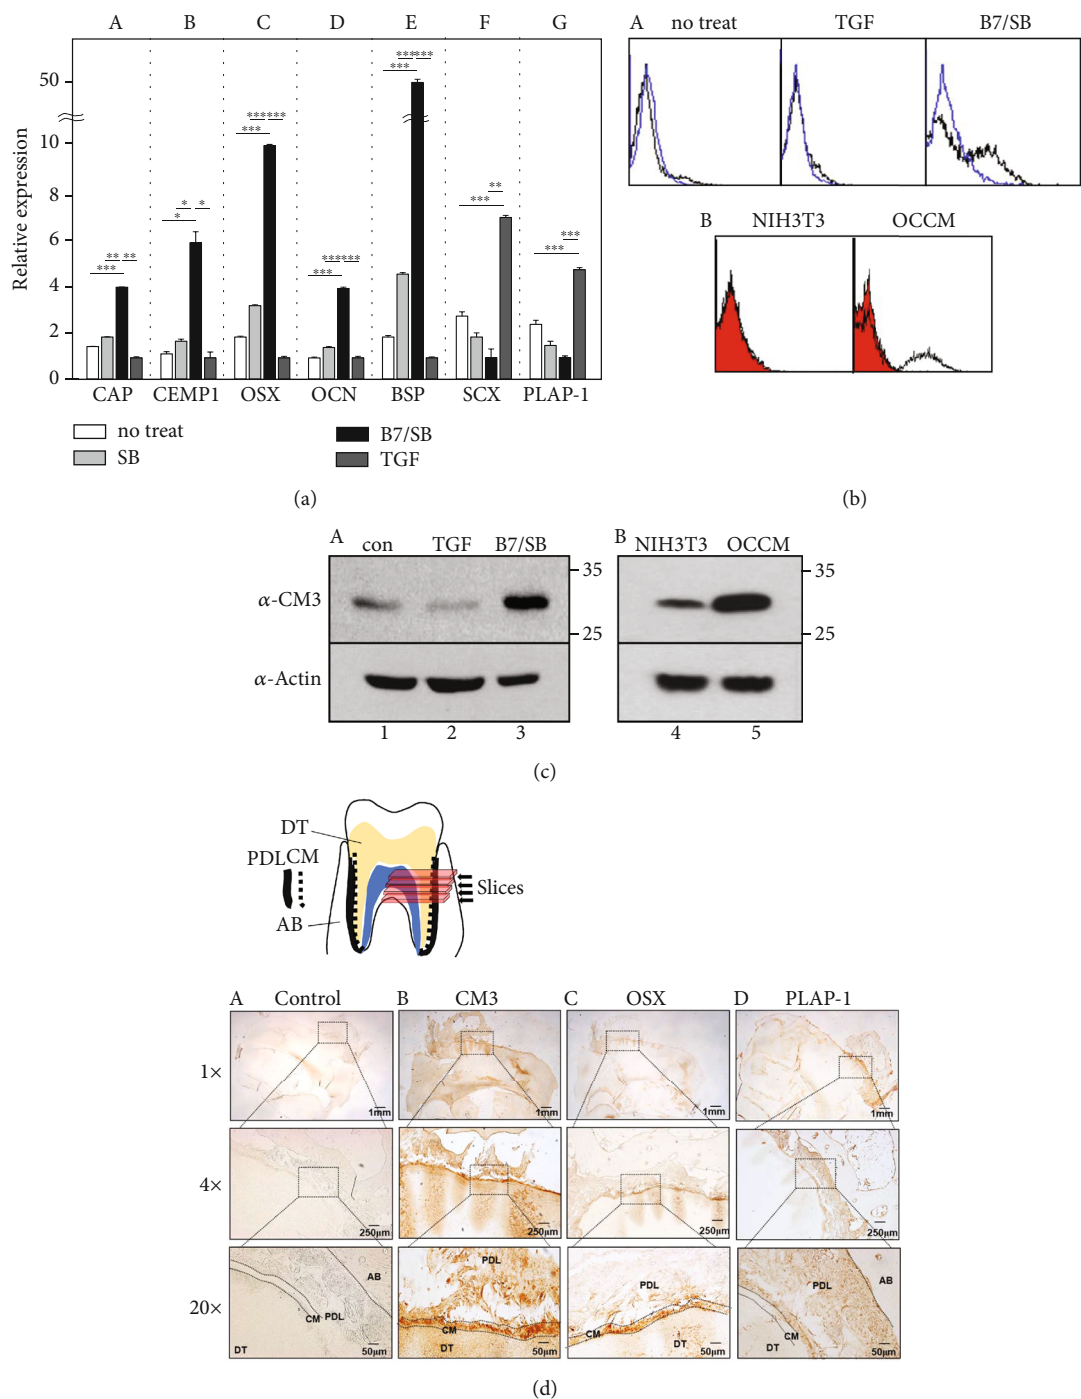 A B C D E F G
*** *** ***
***
50
*** ***
***
10
Relative expression
8
** ***
***
* * ***
* *** *** ***
6
** ** ***
***
4
2
0
CAP CEMP1 OSX OCN BSP SCX PLAP-1
no treat B7/SB
SB TGF
(a)
A no treat TGF B7/SB
B NIH3T3 OCCM
(b)
A con TGF B7/SB B NIH3T3 OCCM
35 35
α-CM3
25 25
α-Actin
1 2 3 4 5
(c)
DT
PDL CM
Slices
AB
A Control B CM3 C OSX D PLAP-1
1×
1mm 1mm 1mm 1mm
4×
250μm 250μm 250μm 250μm
20×
AB PDL PDL PDL AB
CM PDL CM CM CM
DT 50μm DT 50μm DT 50μm DT 50μm
(d)